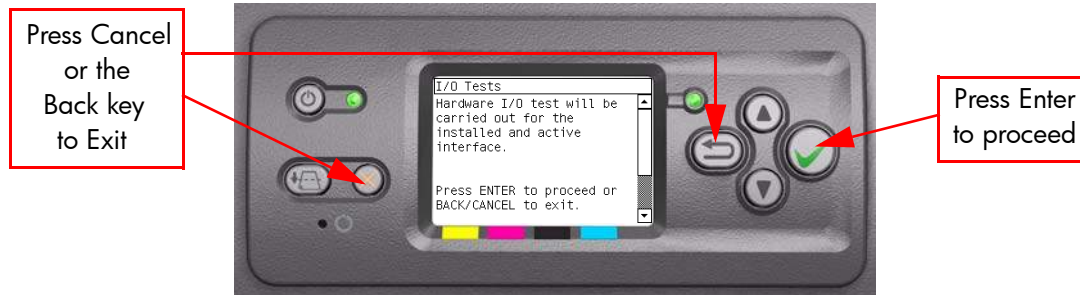 Press Cancel
or the
Back key
to Exit
I/O Tests
Hardware I/O test will be
carried out for the
installed and active
interface.
Press ENTER to proceed or
BACK/CANCEL to exit.
Press Enter
to proceed